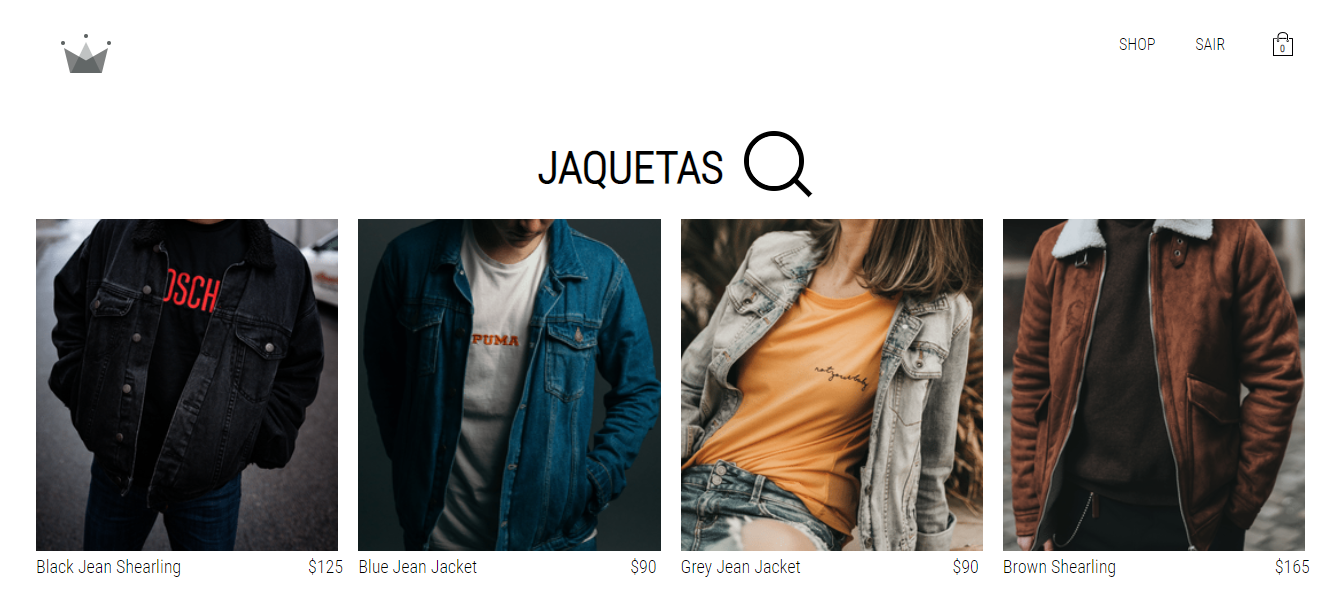 SHOP SAIR 0
JAQUETAS
OSCH
PUMA
notyourbaby
Black Jean Shearling $125
Blue Jean Jacket $90
Grey Jean Jacket $90
Brown Shearling $165